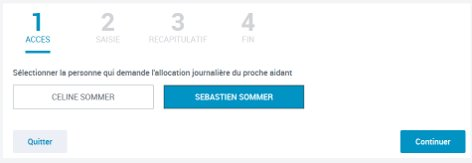 1 2 3 4
ACCES SAISIE RECAPITULATIF FIN
Sélectionner la personne qui demande l'allocation journalière du proche aidant
CELINE SOMMER SEBASTIEN SOMMER
Quitter Continuer